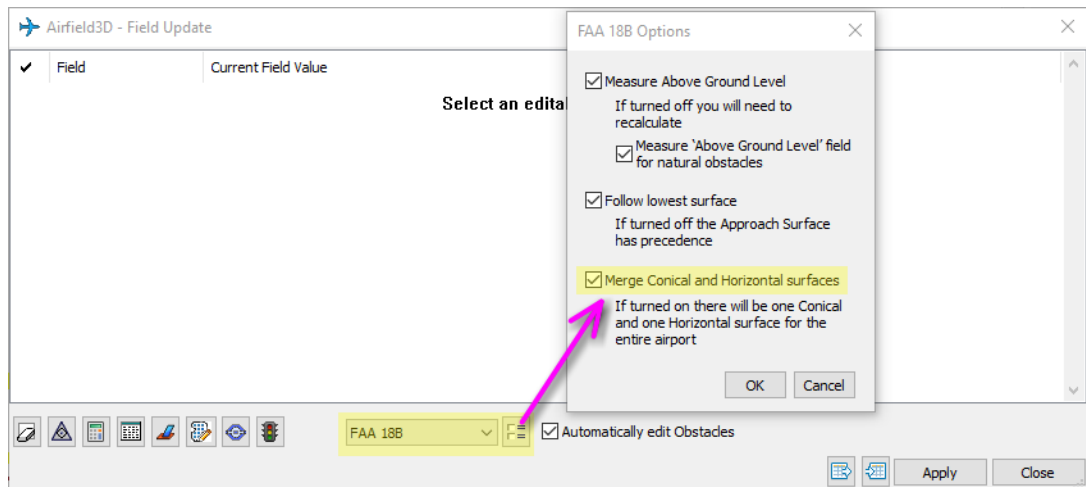 Airfield3D - Field Update
Field
Current Field Value
Select an edital
FAA 18B Options
Measure Above Ground Level
If turned off you will need to
recalculate
Measure ‘Above Ground Level’ field
for natural obstacles
Follow lowest surface
If turned off the Approach Surface
has precedence
Merge Conical and Horizontal surfaces
If turned on there will be one Conical
and one Horizontal surface for the
entire airport
OK
Cancel
FAA 18B
Automatically edit Obstacles
Apply
Close